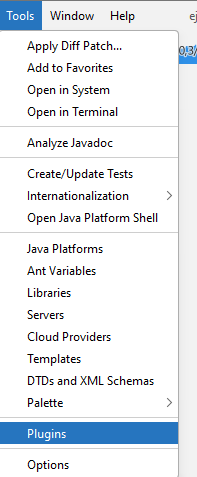 Tools Window Help ej
Apply Diff Patch...
Add to Favorites
Open in System
Open in Terminal
Analyze Javadoc
Create/Update Tests
Internationalization
Open Java Platform Shell
Java Platforms
Ant Variables
Libraries
Servers
Cloud Providers
Templates
DTDs and XML Schemas
Palette
Plugins
Options